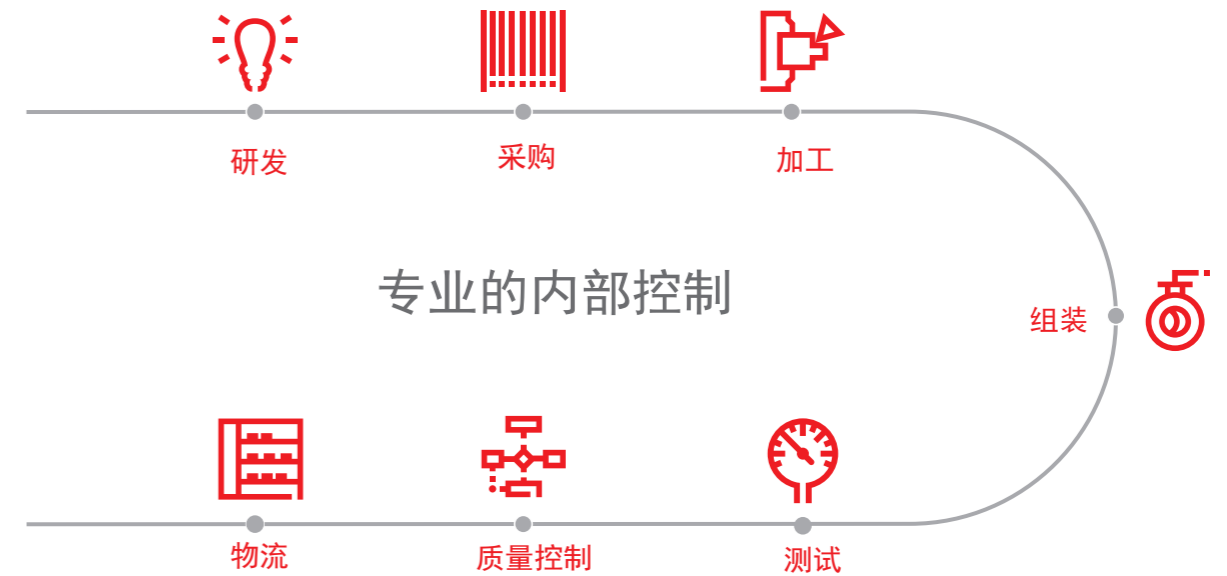 研发
采购
加工
专业的内部控制
组装
物流
质量控制
测试